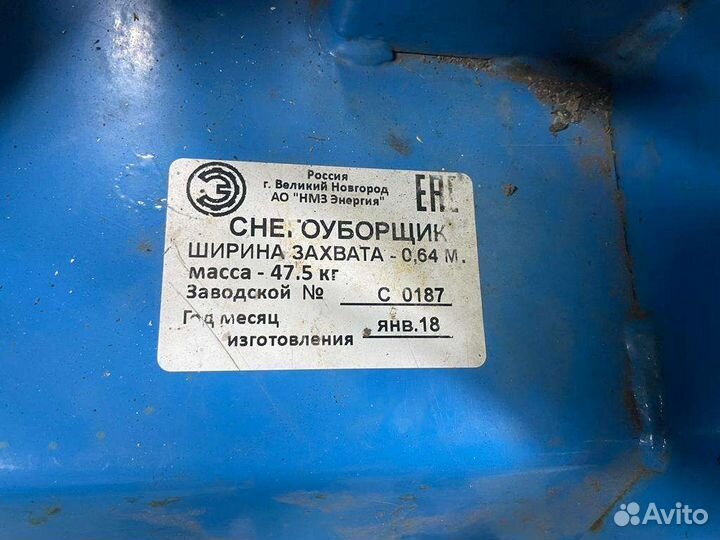 Россия
г. Великий Новгород
АО "НМЗ Энергия"
Э
ЕАС
СНЕГОУБОРЩИК
ШИРИНА ЗАХВАТА - 0,64 М.
масса - 47.5 кг
Заводской № С 0187
Год месяц
изготовления янв.18
Avito